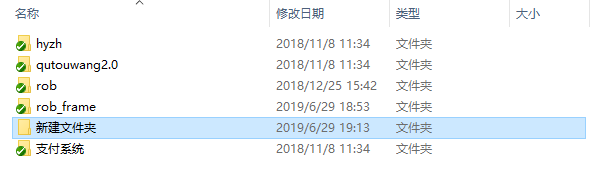 名称 修改日期 类型 大小
hyzh 2018/11/8 11:34 文件夹
qutouwang2.0 2018/11/8 11:34 文件夹
rob 2018/12/25 15:42 文件夹
rob_frame 2019/6/29 18:53 文件夹
新建文件夹 2019/6/29 19:13 文件夹
支付系统 2018/11/8 11:34 文件夹